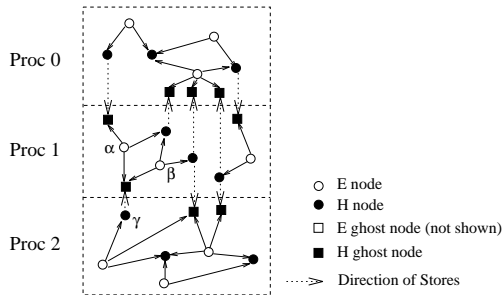 Proc 0
Proc 1
α
β
γ
Proc 2
E node
H node
E ghost node (not shown)
H ghost node
Direction of Stores